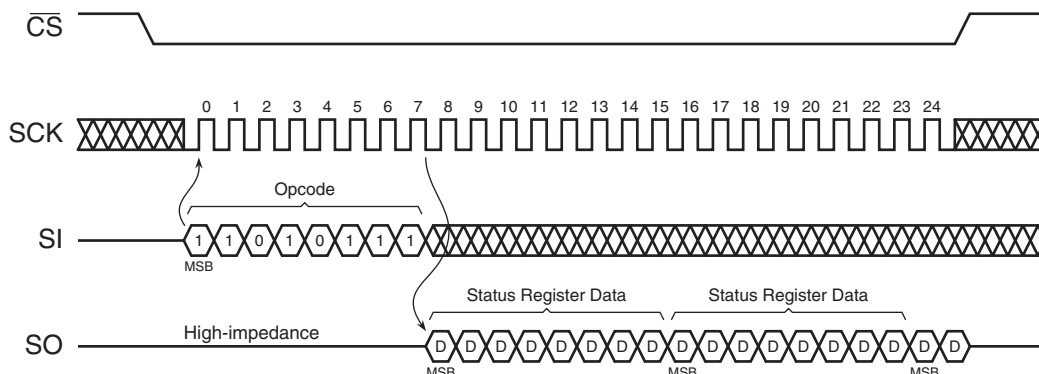 CS
0 1 2 3 4 5 6 7 8 9 10 11 12 13 14 15 16 17 18 19 20 21 22 23 24
SCK
Opcode
SI 1 1 0 1 0 1 1 1
MSB
Status Register Data Status Register Data
High-impedance
SO D D D D D D D D D D D D D D D D D D
MSB MSB MSB